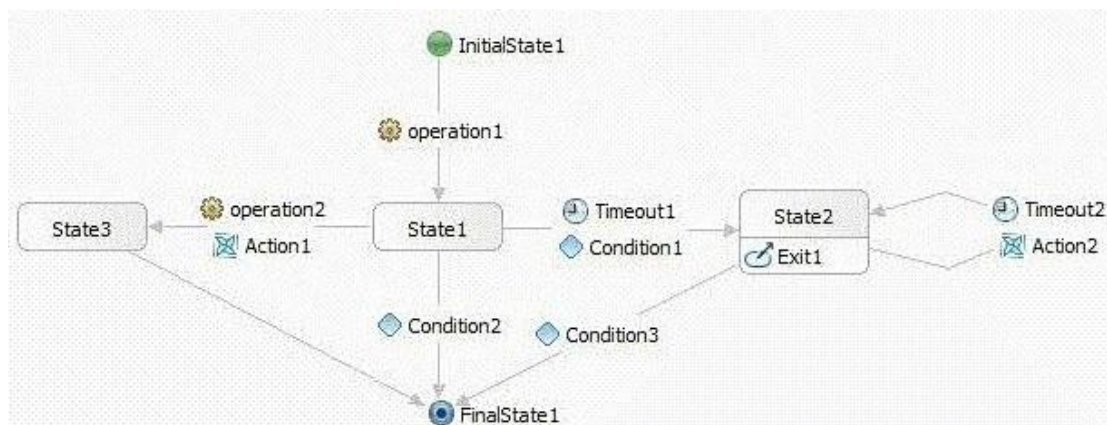 InitialState1
operation1
operation2
Timeout1
State2
Timeout2
State3
State1
Action1
Condition1
Exit1
Action2
Condition2
Condition3
FinalState1